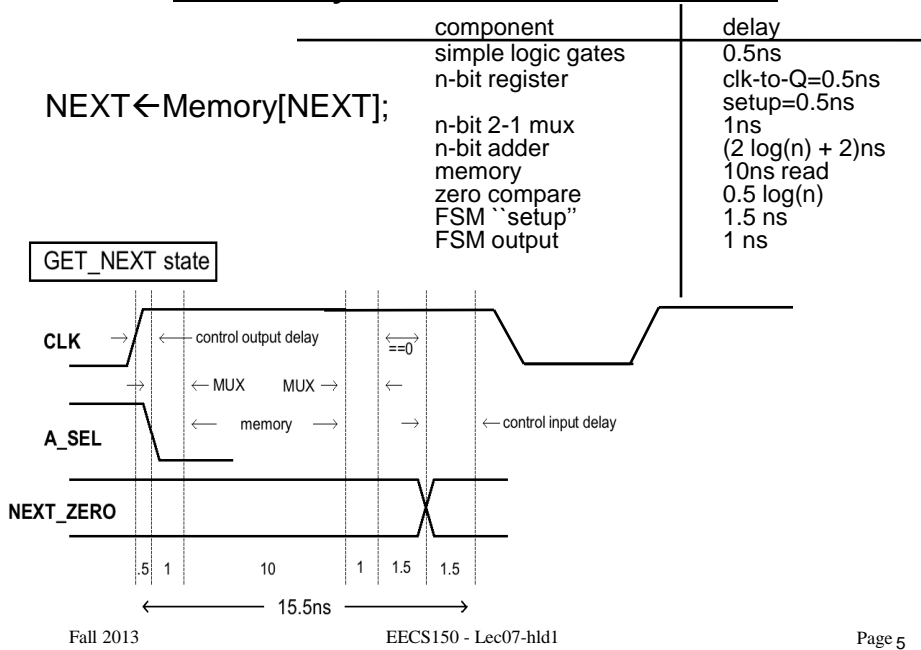 component delay
simple logic gates 0.5ns
n-bit register clk-to-Q=0.5ns
setup=0.5ns
NEXT←Memory[NEXT];
n-bit 2-1 mux 1ns
n-bit adder (2 log(n) + 2)ns
memory 10ns read
zero compare 0.5 log(n)
FSM ``setup'' 1.5 ns
FSM output 1 ns
GET_NEXT state
CLK → ← control output delay ==0
→ ← MUX MUX → ←
← memory → → ← control input delay
A_SEL
NEXT_ZERO
.5 1 10 1 1.5 1.5
15.5ns
Fall 2013 EECS150 - Lec07-hld1 Page 5